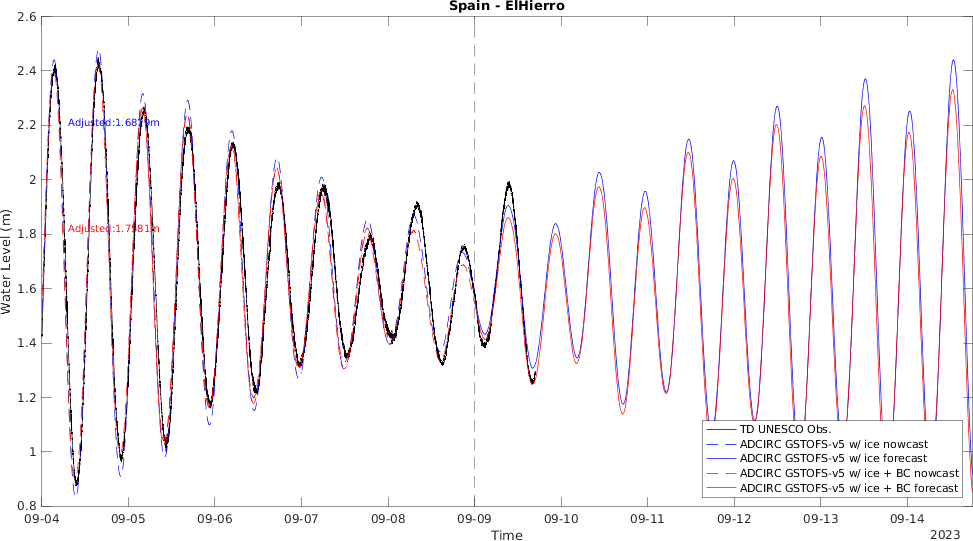 Spain - ElHierro
2.6
2.4
2.2
2
1.8
1.6
1.4
1.2
1
0.8
Water Level (m)
Adjusted:1.6829m
Adjusted:1.7981m
TD UNESCO Obs.
ADCIRC GSTOFS-v5 w/ ice nowcast
ADCIRC GSTOFS-v5 w/ ice forecast
ADCIRC GSTOFS-v5 w/ ice + BC nowcast
ADCIRC GSTOFS-v5 w/ ice + BC forecast
09-04 09-05 09-06 09-07 09-08 09-09 09-10 09-11 09-12 09-13 09-14
Time
2023